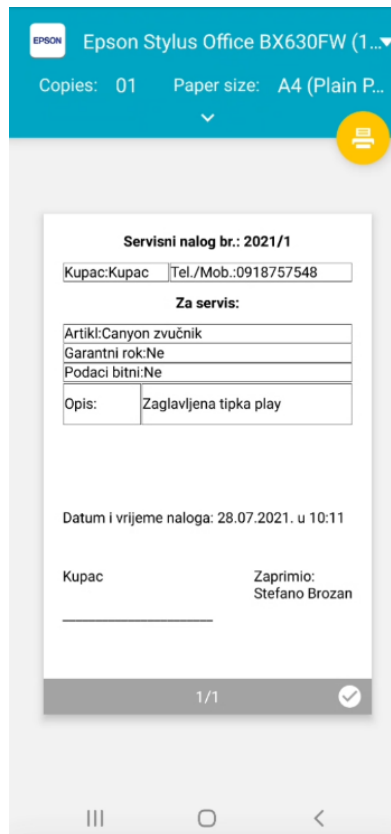 EPSON Epson Stylus Office BX630FW (1...
Copies: 01 Paper size: A4 (Plain P...
Servisni nalog br.: 2021/1
Kupac:Kupac Tel./Mob.:0918757548
Za servis:
Artikl:Canyon zvučnik
Garantni rok:Ne
Podaci bitni:Ne
Opis: Zaglavljena tipka play
Datum i vrijeme naloga: 28.07.2021. u 10:11
Kupac Zaprimio:
Stefano Brozan
1/1